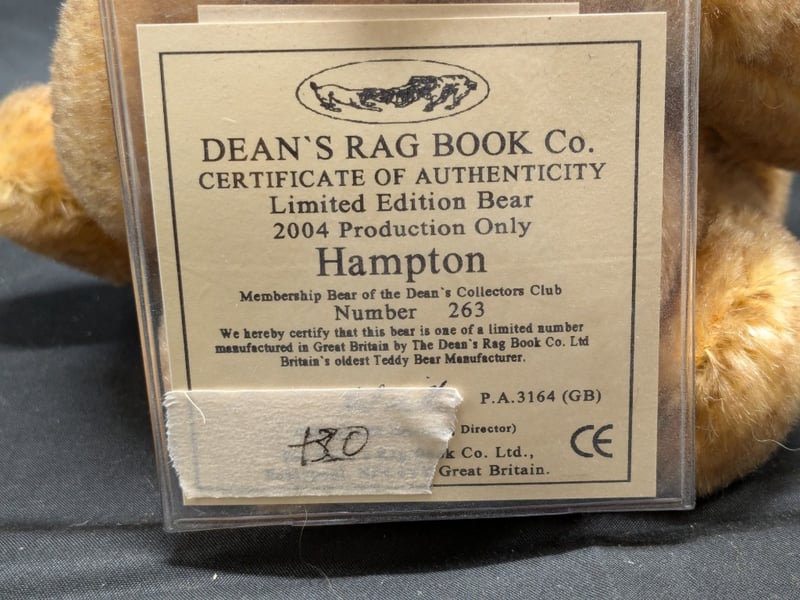 DEAN`S RAG BOOK Co.
CERTIFICATE OF AUTHENTICITY
Limited Edition Bear
2004 Production Only
Hampton
Membership Bear of the Dean`s Collectors Club
Number 263
We hereby certify that this bear is one of a limited number
manufactured in Great Britain by The Dean`s Rag Book Co. Ltd
Britain`s oldest Teddy Bear Manufacturer.
P.A.3164 (GB)
Director)
Book Co. Ltd.,
Great Britain.
CE